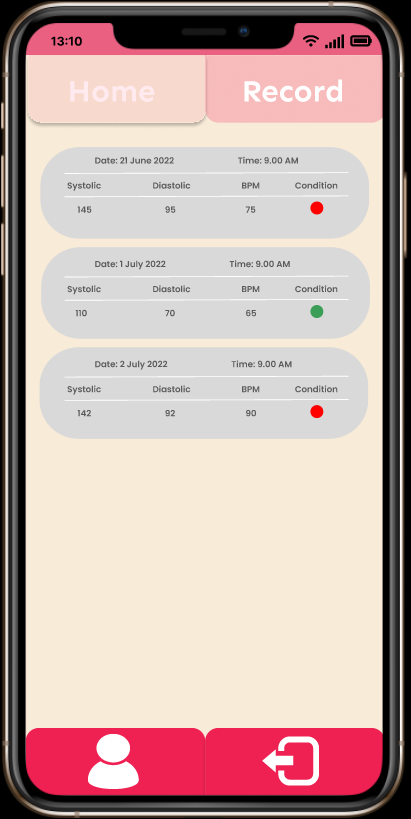 13:10
Home Record
Date: 21 June 2022 Time: 9.00 AM
Systolic Diastolic BPM Condition
145 95 75
Date: 1 July 2022 Time: 9.00 AM
Systolic Diastolic BPM Condition
110 70 65
Date: 2 July 2022 Time: 9.00 AM
Systolic Diastolic BPM Condition
142 92 90